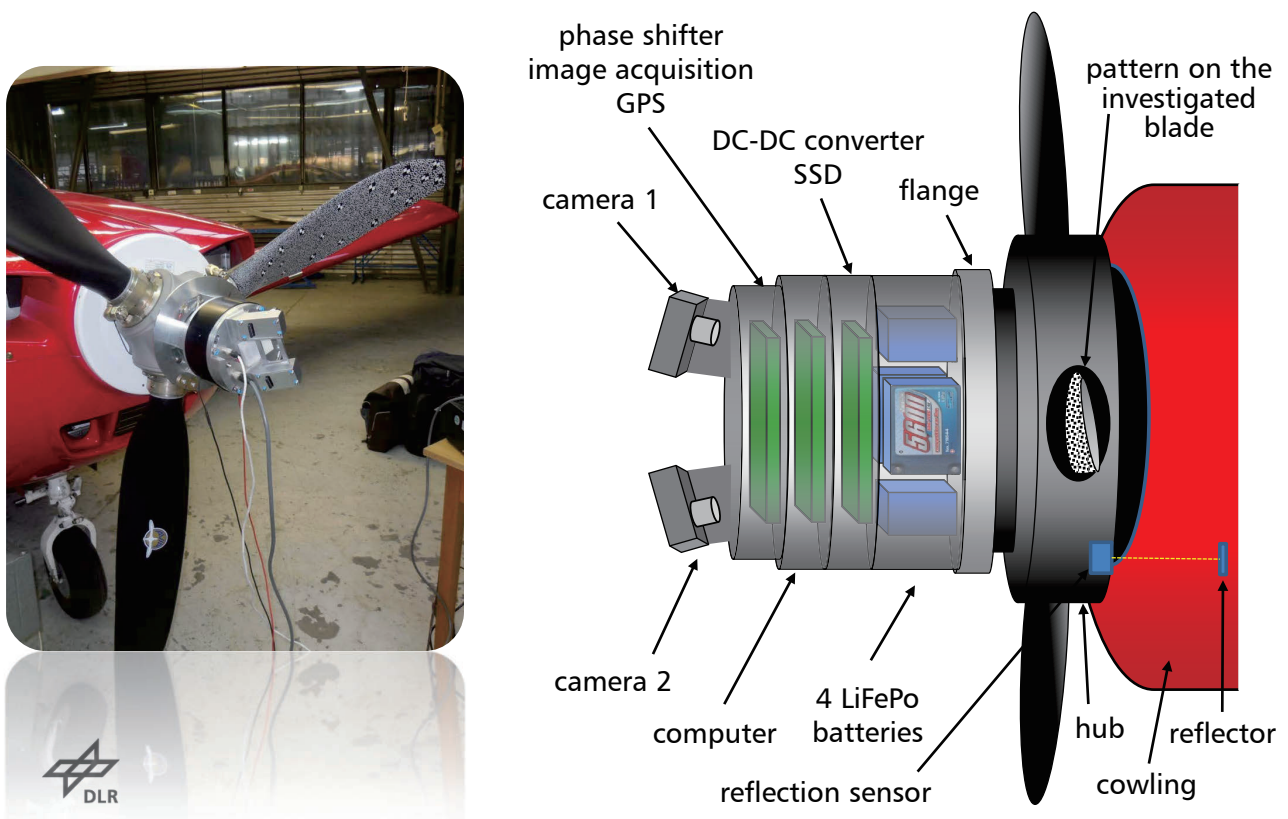 phase shifter
image acquisition
GPS
DC-DC converter
SSD
camera 1
flange
pattern on the
investigated
blade
camera 2
computer
4 LiFePo
batteries
reflection sensor
hub
reflector
cowling
DLR